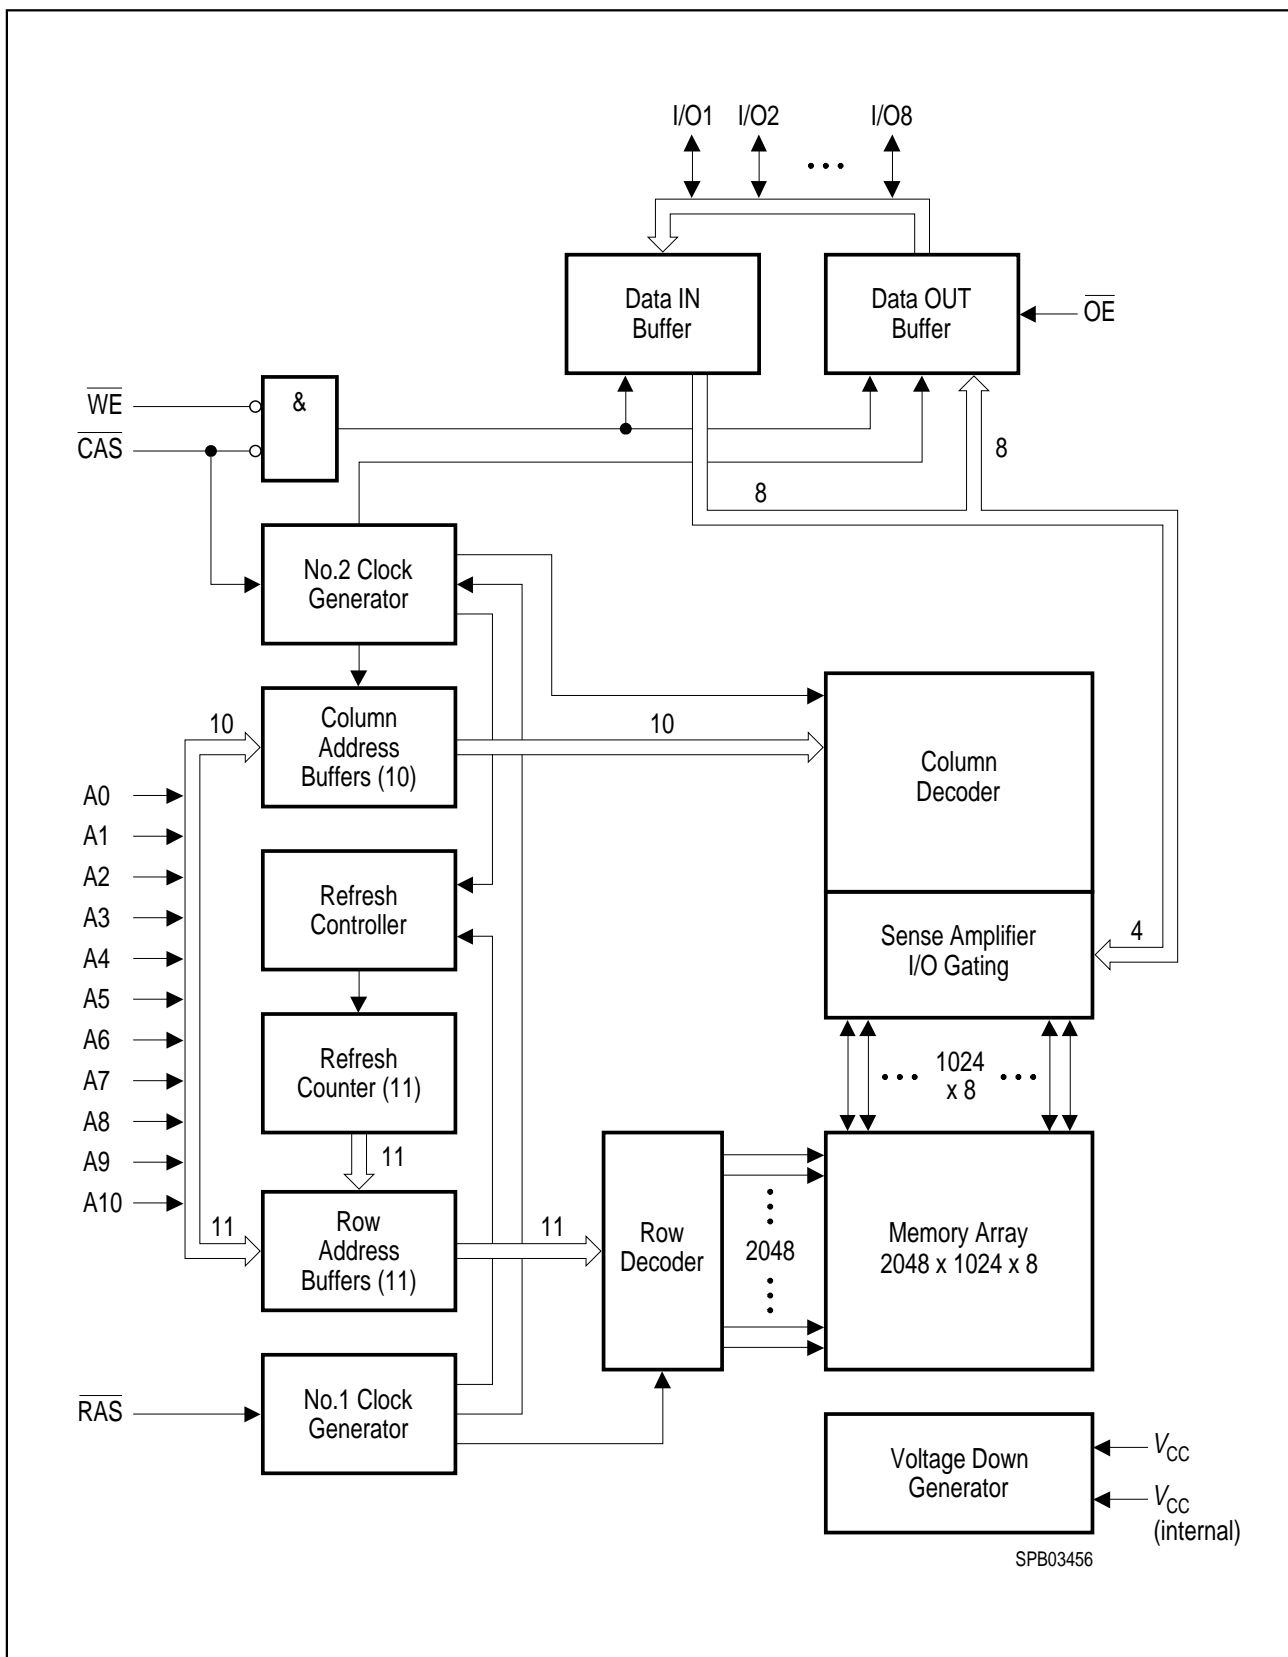 I/O1 I/O2 I/O8
Data IN
Buffer
Data OUT
Buffer
OE
WE
&
CAS
8
8
No.2 Clock
Generator
10
Column
Address
Buffers (10)
10
Column
Decoder
A0
A1
A2
A3
A4
A5
A6
A7
A8
A9
A10
Refresh
Controller
Sense Amplifier
I/O Gating
4
Refresh
Counter (11)
1024
x 8
11
11
Row
Address
Buffers (11)
11
Row
Decoder
2048
Memory Array
2048 x 1024 x 8
RAS
No.1 Clock
Generator
Voltage Down
Generator
VCC
VCC
(internal)
SPB03456